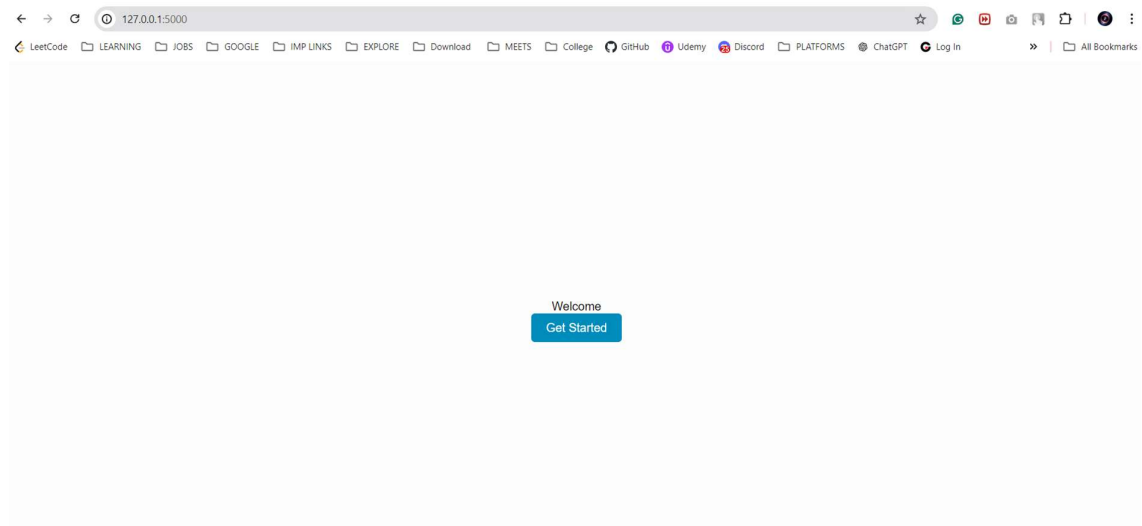 127.0.0.1:5000
LeetCode LEARNING JOBS GOOGLE IMP LINKS EXPLORE Download MEETS College GitHub Udemy Discord PLATFORMS ChatGPT Log In » All Bookmarks
Welcome
Get Started